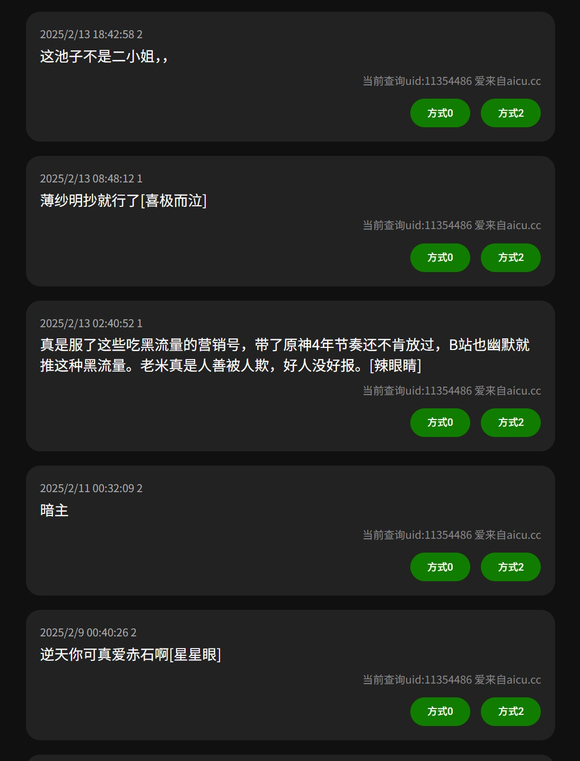 2025/2/13 18:42:58 2
这池子不是二小姐，，
当前查询uid:11354486 爱来自aicu.cc
方式0
方式2
2025/2/13 08:48:12 1
薄纱明抄就行了[喜极而泣]
当前查询uid:11354486 爱来自aicu.cc
方式0
方式2
2025/2/13 02:40:52 1
真是服了这些吃黑流量的营销号，带了原神4年节奏还不肯放过，B站也幽默就
推这种黑流量。老米真是人善被人欺，好人没好报。[辣眼睛]
当前查询uid:11354486 爱来自aicu.cc
方式0
方式2
2025/2/11 00:32:09 2
暗主
当前查询uid:11354486 爱来自aicu.cc
方式0
方式2
2025/2/9 00:40:26 2
逆天你可真爱赤石啊[星星眼]
当前查询uid:11354486 爱来自aicu.cc
方式0
方式2